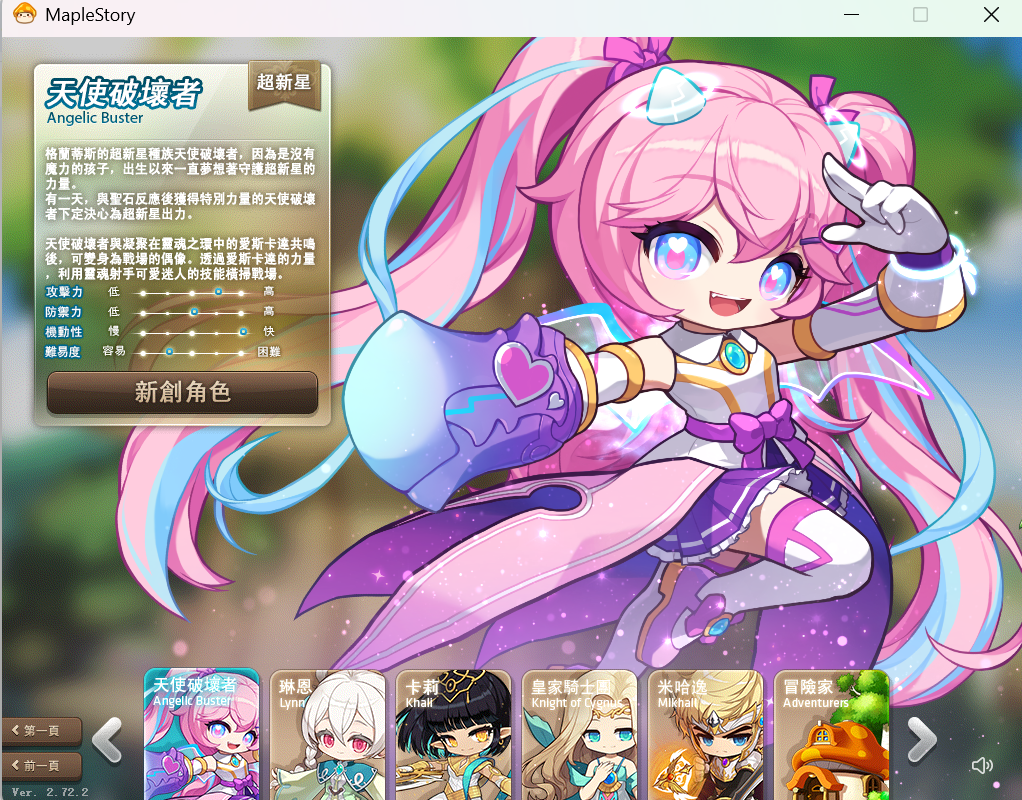 MapleStory
天使破壞者
超新星
Angelic Buster
格蘭蒂斯的超新星種族天使破壞者，因為是沒有
魔力的孩子，出生以來一直夢想著守護超新星的
力量。
有一天，與聖石反應後獲得特別力量的天使破壞
者下定決心為超新星出力。
天使破壞者與凝聚在靈魂之環中的愛斯卡達共鳴
後，可變身為戰場的偶像。透過愛斯卡達的力量
，利用靈魂射手可愛迷人的技能橫掃戰場。
攻擊力 低 高
防禦力 低 高
機動性 慢 快
難易度 容易 困難
新創角色
天使破壞者
Angelic Buster
琳恩
Lynn
卡莉
Khali
皇家騎士團
Knight of Cygnus
米哈逸
Mikhail
冒險家
Adventurers
第一頁
前一頁
Ver. 2.72.2